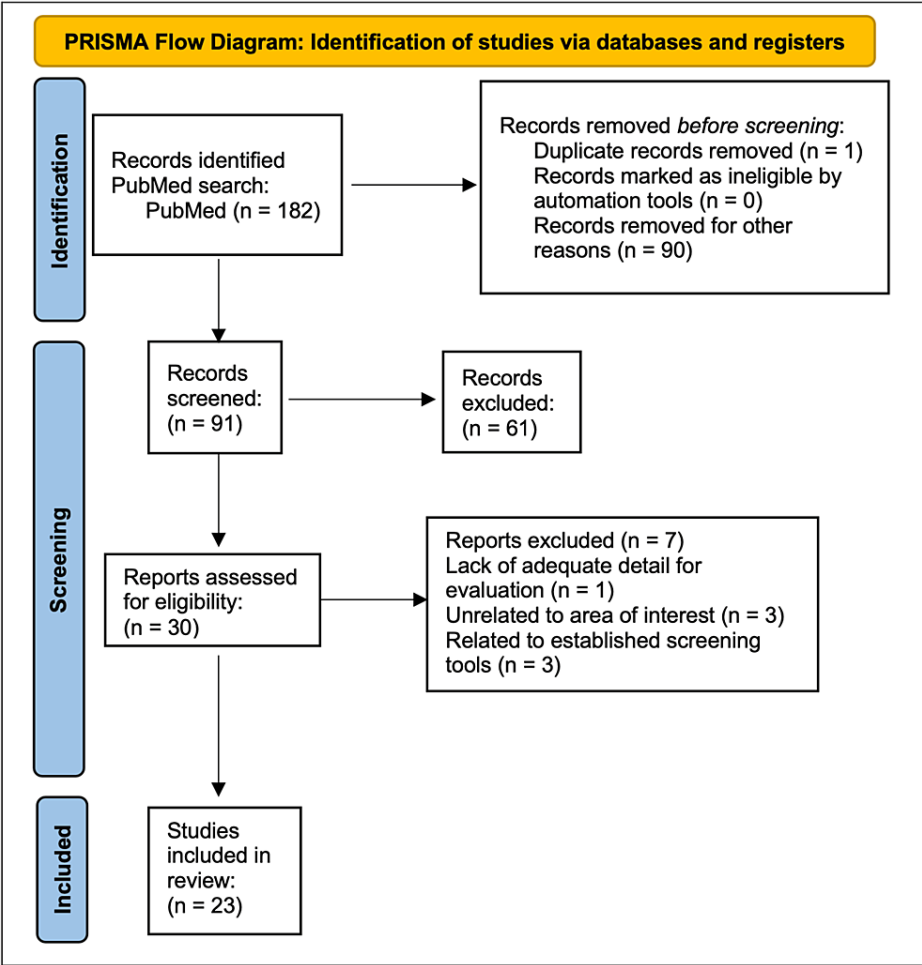 PRISMA Flow Diagram: Identification of studies via databases and registers
Identification
Records identified
PubMed search:
PubMed (n = 182)
Records removed before screening:
Duplicate records removed (n = 1)
Records marked as ineligible by
automation tools (n = 0)
Records removed for other
reasons (n = 90)
Screening
Records
screened:
(n = 91)
Records
excluded:
(n = 61)
Reports assessed
for eligibility:
(n = 30)
Reports excluded (n = 7)
Lack of adequate detail for
evaluation (n = 1)
Unrelated to area of interest (n = 3)
Related to established screening
tools (n = 3)
Included
Studies
included in
review:
(n = 23)